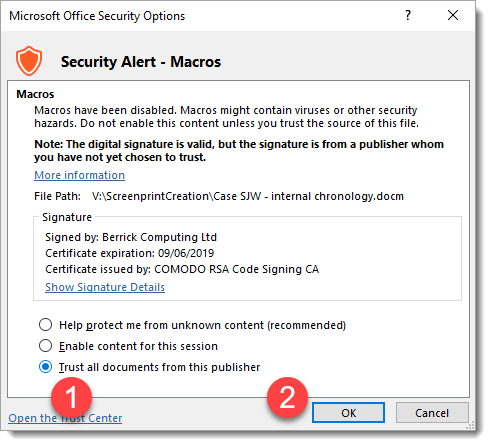 Microsoft Office Security Options
?
Security Alert - Macros
Macros
Macros have been disabled. Macros might contain viruses or other security
hazards. Do not enable this content unless you trust the source of this file.
Note: The digital signature is valid, but the signature is from a publisher whom
you have not yet chosen to trust.
More information
File Path: V:\ScreenprintCreation\Case SJW - internal chronology.docm
Signature
Signed by: Berrick Computing Ltd
Certificate expiration: 09/06/2019
Certificate issued by: COMODO RSA Code Signing CA
Show Signature Details
Help protect me from unknown content (recommended)
Enable content for this session
Trust all documents from this publisher
1
2
Open the Trust Center
OK
Cancel